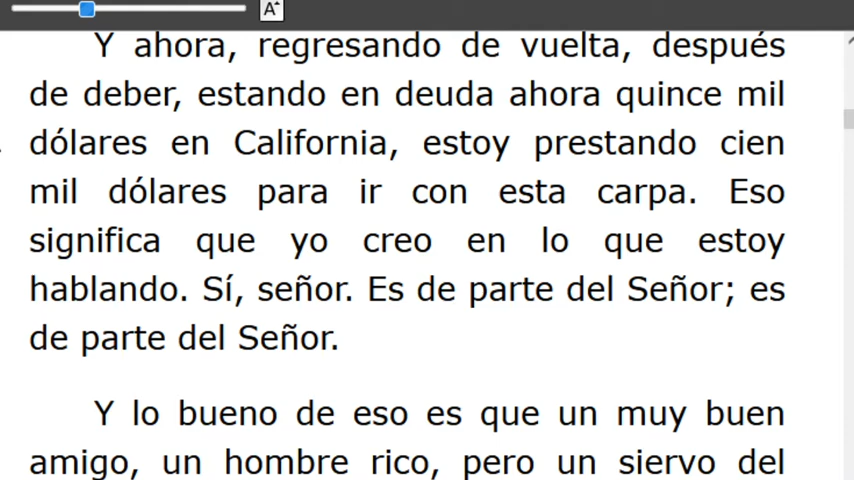 A
Y ahora, regresando de vuelta, después
de deber, estando en deuda ahora quince mil
dólares en California, estoy prestando cien
mil dólares para ir con esta carpa. Eso
significa que yo creo en lo que estoy
hablando. Sí, señor. Es de parte del Señor; es
de parte del Señor.
Y lo bueno de eso es que un muy buen
amigo, un hombre rico, pero un siervo del